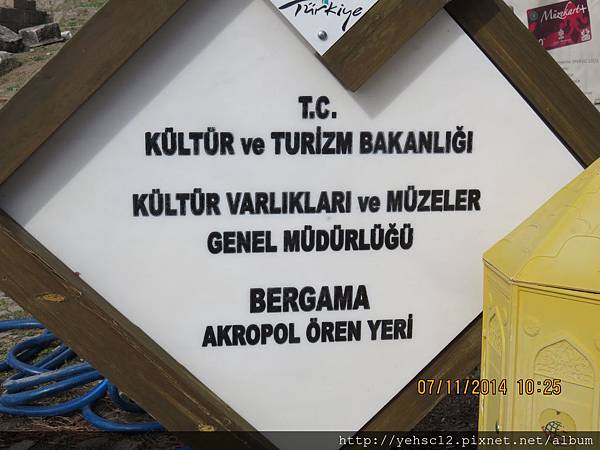 Türkiye
Müzekart+
T.C.
KÜLTÜR ve TURİZM BAKANLIĞI
KÜLTÜR VARLIKLARI ve MÜZELER
GENEL MÜDÜRLÜĞÜ
BERGAMA
AKROPOL ÖREN YERİ
07/11/2014 10:25
http://yehsc12.pixnet.net/album